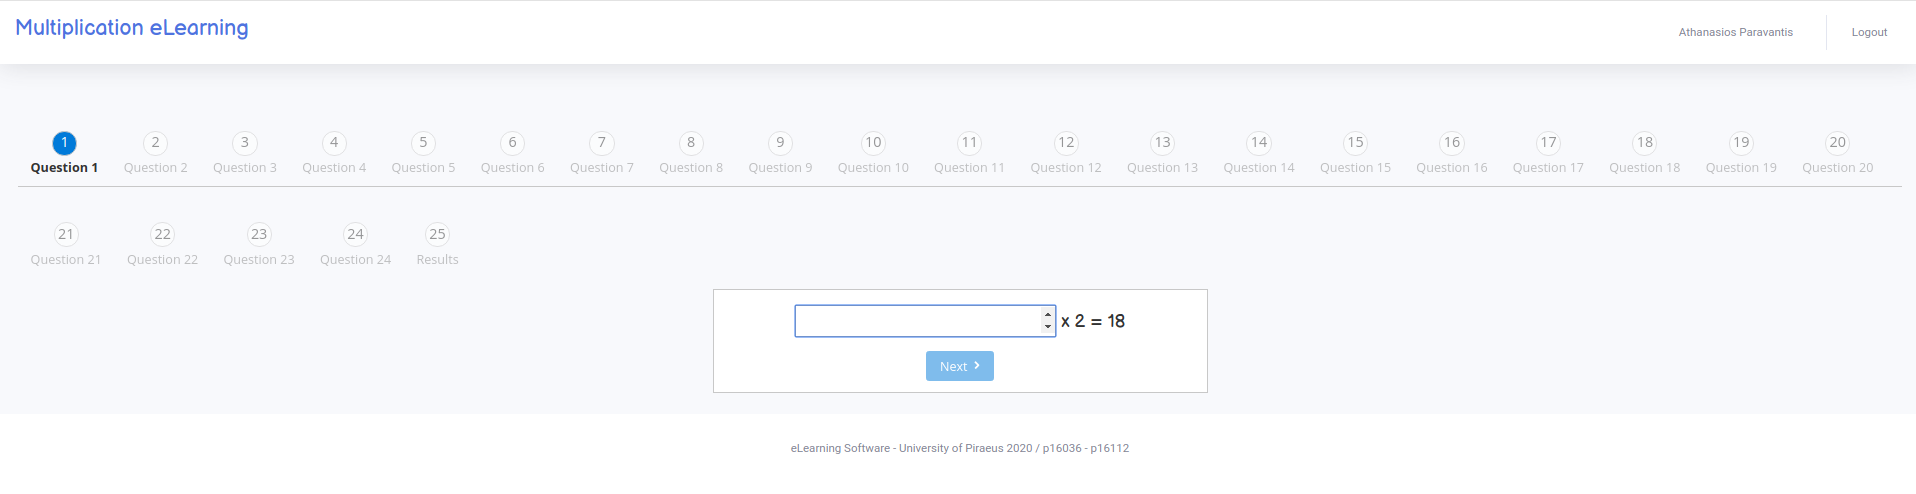 Multiplication eLearning
Athanasios Paravantis Logout
1 2 3 4 5 6 7 8 9 10 11 12 13 14 15 16 17 18 19 20
Question 1 Question 2 Question 3 Question 4 Question 5 Question 6 Question 7 Question 8 Question 9 Question 10 Question 11 Question 12 Question 13 Question 14 Question 15 Question 16 Question 17 Question 18 Question 19 Question 20
21 22 23 24 25
Question 21 Question 22 Question 23 Question 24 Results
x 2 = 18
Next
eLearning Software - University of Piraeus 2020 / p16036 - p16112